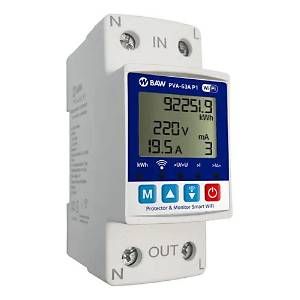 N L
IN
BAW PVA-63A P1 WiFi
92251.9
kWh
220V mA
19.5A 3
kWh >U/U< >I >I≥
M
Protector & Monitor Smart Wifi
OUT
N L